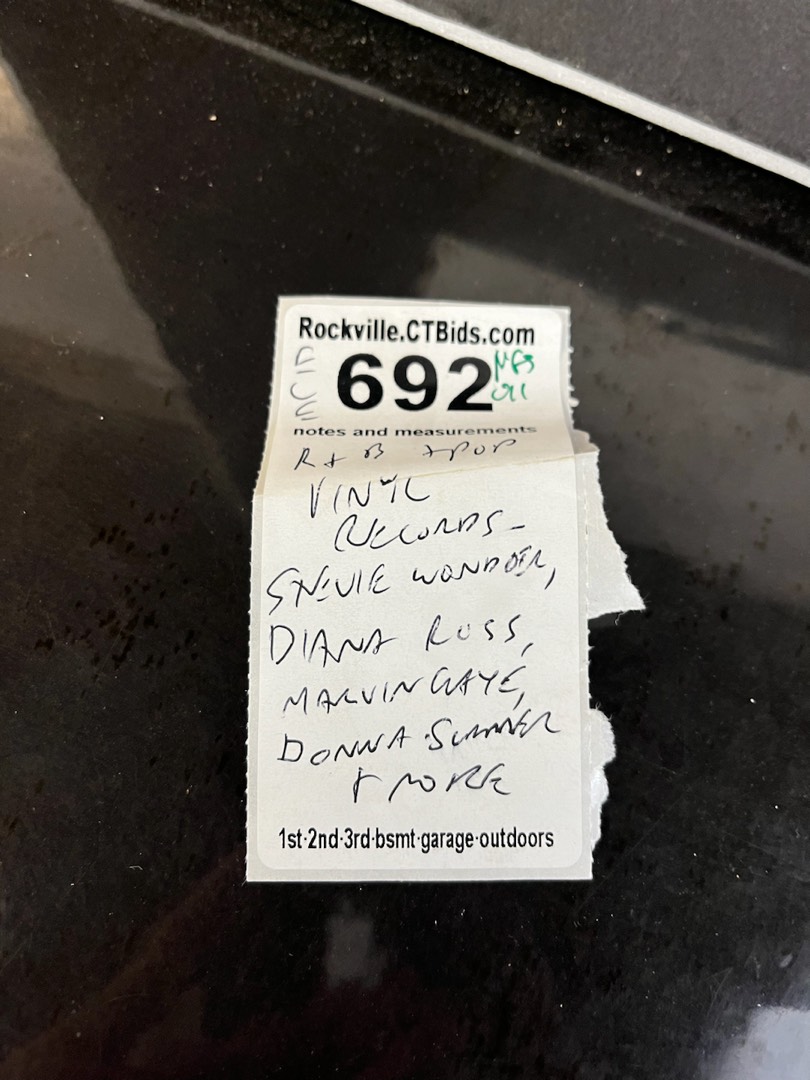 Rockville.CTBids.com
692
notes and measurements
R + B + POP
VINYL
RECORDS-
STEVIE WONDER,
DIANA ROSS,
MARVIN GAYE,
DONNA SUMMER
+ MORE
1st·2nd·3rd·bsmt·garage·outdoors